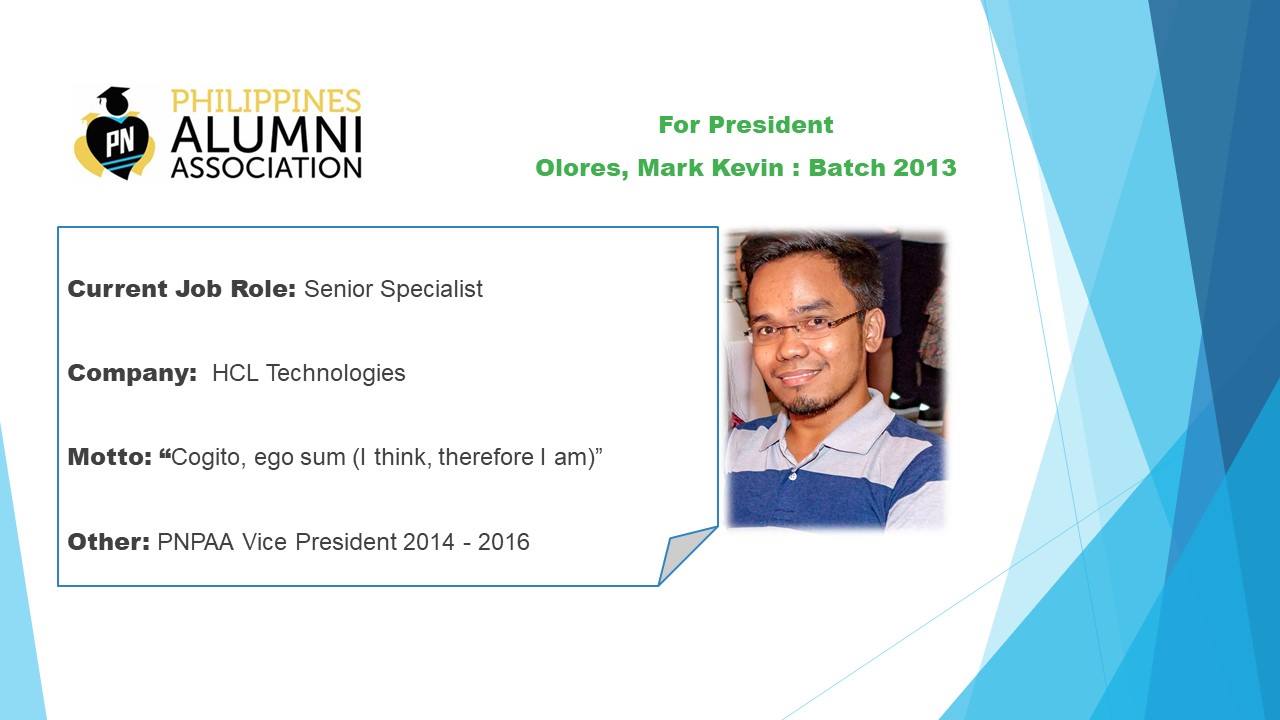 PN
PHILIPPINES
ALUMNI
ASSOCIATION
For President
Olores, Mark Kevin : Batch 2013
Current Job Role: Senior Specialist
Company:  HCL Technologies
Motto: “Cogito, ego sum (I think, therefore I am)”
Other: PNPAA Vice President 2014 - 2016